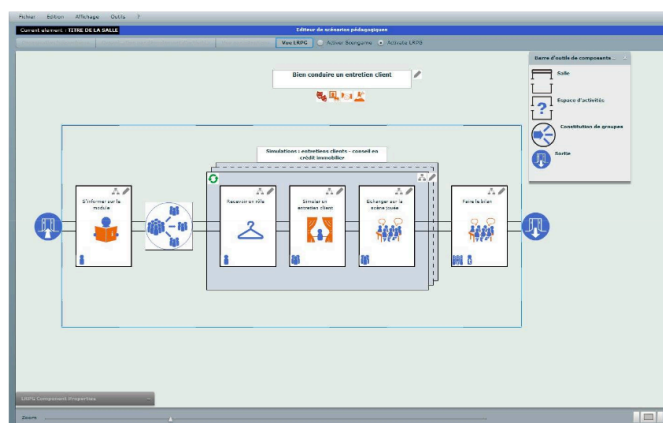 Fichier Edition Affichage Outils ?
Current element : TITRE DE LA SALLE
Editeur de scénarios pédagogiques
Vue LRPG Activer Scorgame Activate LRPG
Bien conduire un entretien client
Barre d'outils de composants...
Salle
Espace d'activités
?
Constitution de groupes
Sortie
Simulations : entretiens clients - conseil en
crédit immobilier
S'informer sur le
module
Recevoir un rôle
Simuler un
entretien client
Echanger sur la
scène jouée
Faire le bilan
LRPG Component Properties
Zoom